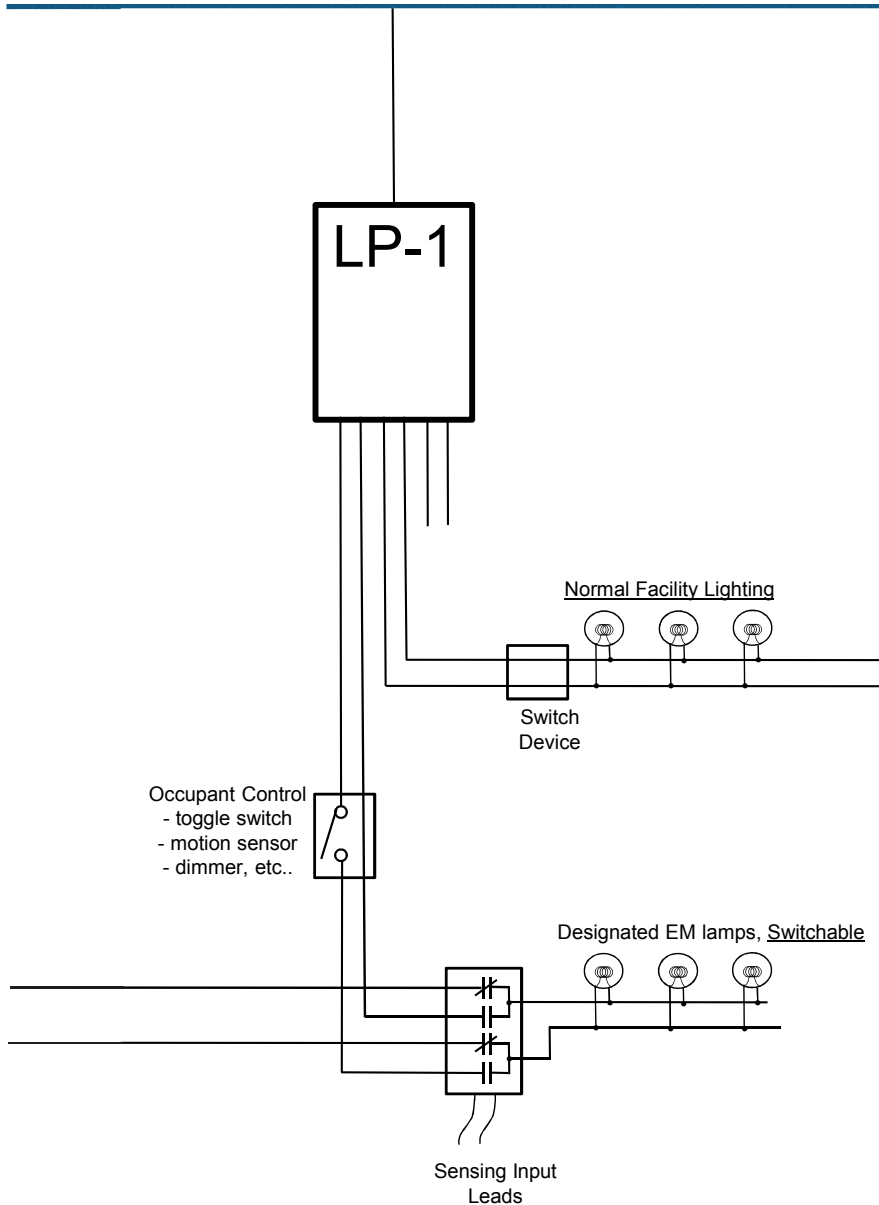 LP-1
Normal Facility Lighting
Switch
Device
Occupant Control
- toggle switch
- motion sensor
- dimmer, etc..
Designated EM lamps, Switchable
Sensing Input
Leads